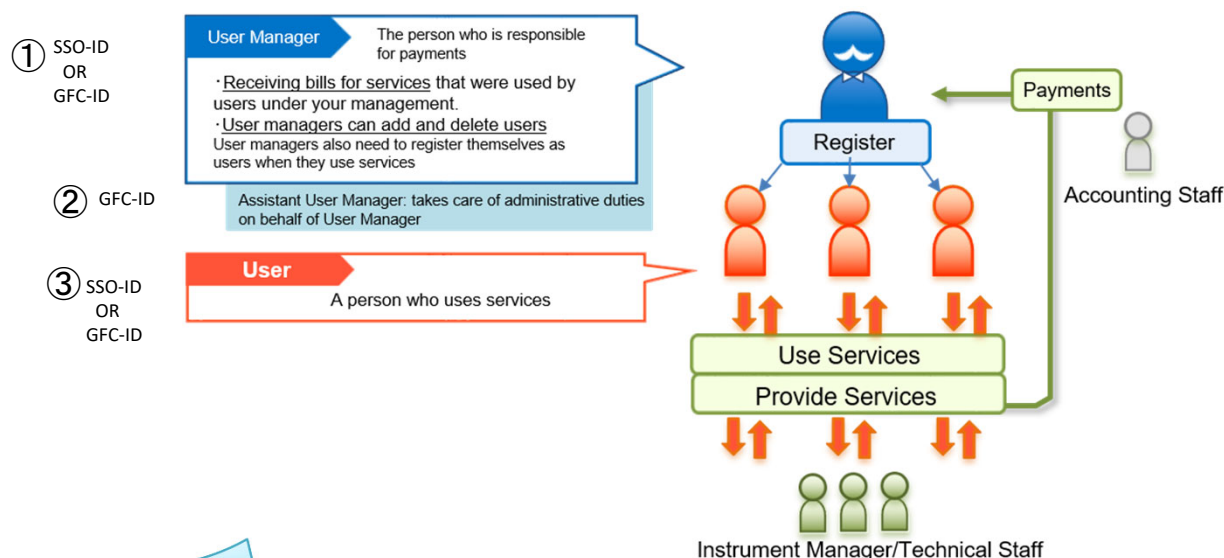 ① SSO-ID
OR
GFC-ID
User Manager
The person who is responsible
for payments
・Receiving bills for services that were used by
users under your management.
・User managers can add and delete users
User managers also need to register themselves as
users when they use services
② GFC-ID
Assistant User Manager: takes care of administrative duties
on behalf of User Manager
③ SSO-ID
OR
GFC-ID
User
A person who uses services
Register
Payments
Accounting Staff
Use Services
Provide Services
Instrument Manager/Technical Staff